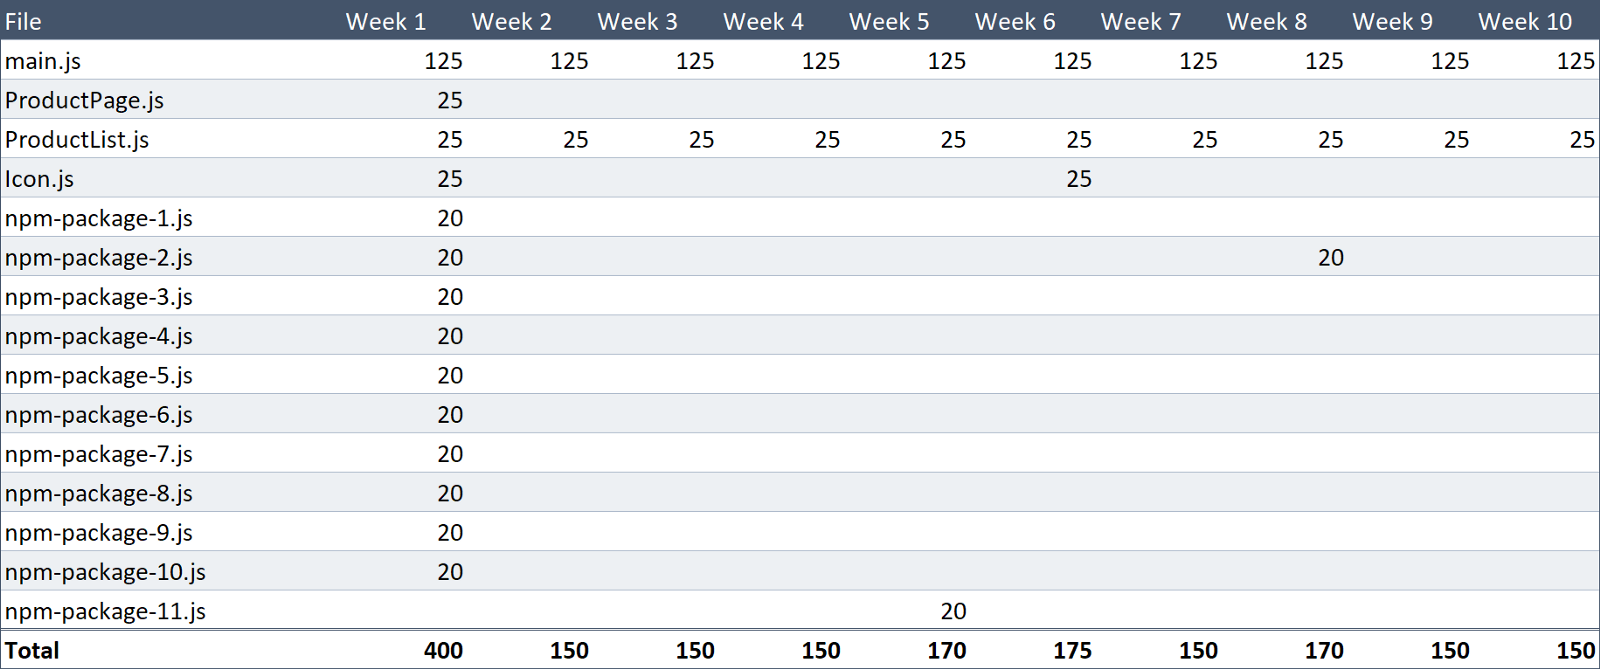 File Week 1 Week 2 Week 3 Week 4 Week 5 Week 6 Week 7 Week 8 Week 9 Week 10
main.js 125 125 125 125 125 125 125 125 125 125
ProductPage.js 25
ProductList.js 25 25 25 25 25 25 25 25 25 25
Icon.js 25 25
npm-package-1.js 20
npm-package-2.js 20 20
npm-package-3.js 20
npm-package-4.js 20
npm-package-5.js 20
npm-package-6.js 20
npm-package-7.js 20
npm-package-8.js 20
npm-package-9.js 20
npm-package-10.js 20
npm-package-11.js 20
Total 400 150 150 150 170 175 150 170 150 150